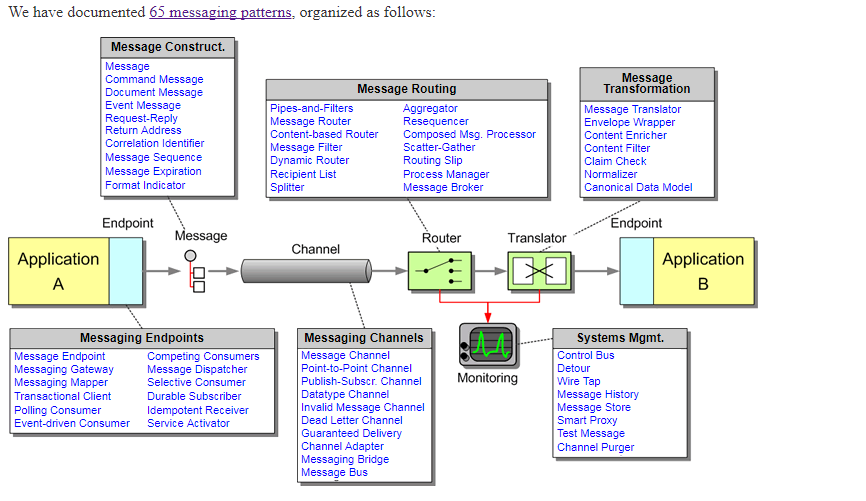 We have documented 65 messaging patterns, organized as follows:
Message Construct.
Message
Command Message
Document Message
Event Message
Request-Reply
Return Address
Correlation Identifier
Message Sequence
Message Expiration
Format Indicator
Message Routing
Pipes-and-Filters
Message Router
Content-based Router
Message Filter
Dynamic Router
Recipient List
Splitter
Aggregator
Resequencer
Composed Msg. Processor
Scatter-Gather
Routing Slip
Process Manager
Message Broker
Message
Transformation
Message Translator
Envelope Wrapper
Content Enricher
Content Filter
Claim Check
Normalizer
Canonical Data Model
Endpoint
Message
Channel
Router
Translator
Endpoint
Application
A
Application
B
Messaging Endpoints
Message Endpoint
Messaging Gateway
Messaging Mapper
Transactional Client
Polling Consumer
Event-driven Consumer
Competing Consumers
Message Dispatcher
Selective Consumer
Durable Subscriber
Idempotent Receiver
Service Activator
Messaging Channels
Message Channel
Point-to-Point Channel
Publish-Subscr. Channel
Datatype Channel
Invalid Message Channel
Dead Letter Channel
Guaranteed Delivery
Channel Adapter
Messaging Bridge
Message Bus
Monitoring
Systems Mgmt.
Control Bus
Detour
Wire Tap
Message History
Message Store
Smart Proxy
Test Message
Channel Purger